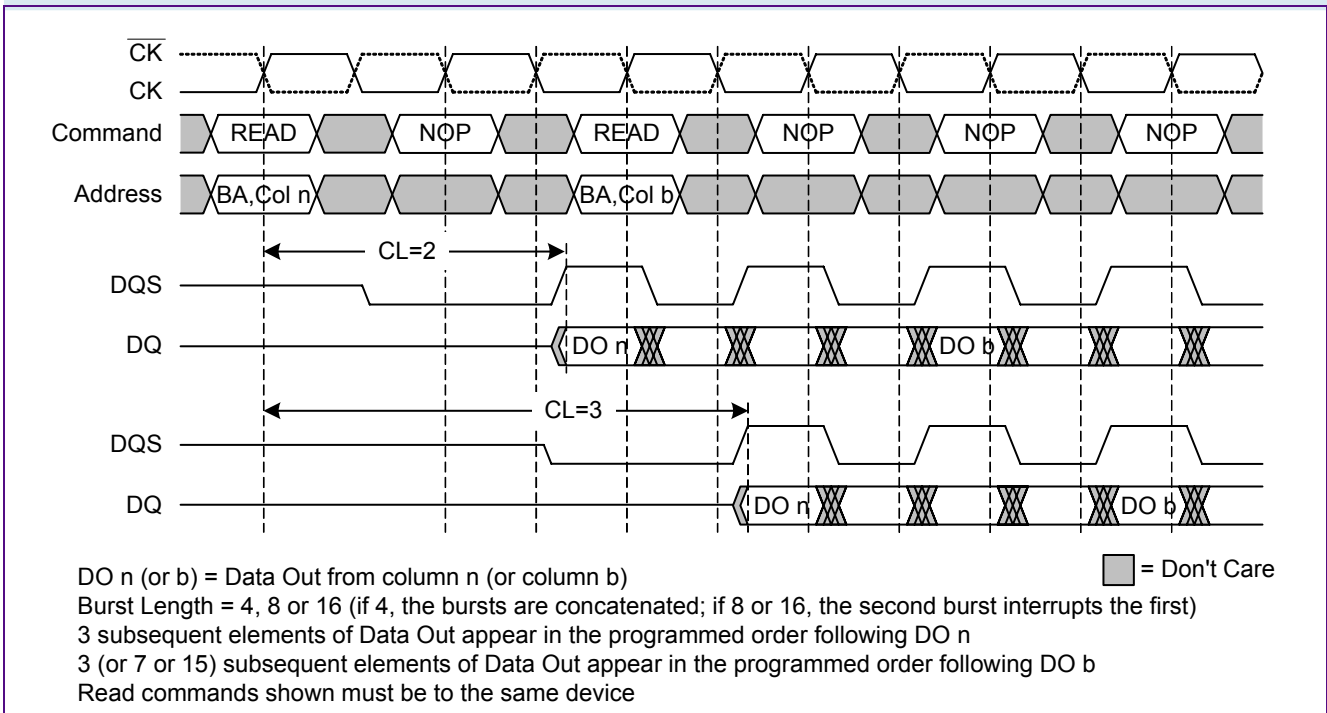 CK
CK
Command READ NOP READ NOP NOP NOP
Address BA,Col n BA,Col b
CL=2
DQS
DQ DO n DO b
CL=3
DQS
DQ DO n DO b
DO n (or b) = Data Out from column n (or column b)
= Don't Care
Burst Length = 4, 8 or 16 (if 4, the bursts are concatenated; if 8 or 16, the second burst interrupts the first)
3 subsequent elements of Data Out appear in the programmed order following DO n
3 (or 7 or 15) subsequent elements of Data Out appear in the programmed order following DO b
Read commands shown must be to the same device